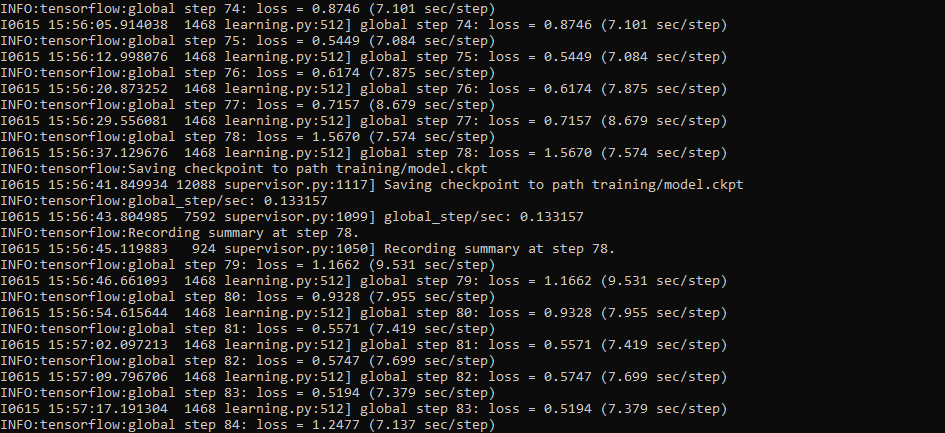 INFO:tensorflow:global step 74: loss = 0.8746 (7.101 sec/step)
I0615 15:56:05.914038  1468 learning.py:512] global step 74: loss = 0.8746 (7.101 sec/step)
INFO:tensorflow:global step 75: loss = 0.5449 (7.084 sec/step)
I0615 15:56:12.998076  1468 learning.py:512] global step 75: loss = 0.5449 (7.084 sec/step)
INFO:tensorflow:global step 76: loss = 0.6174 (7.875 sec/step)
I0615 15:56:20.873252  1468 learning.py:512] global step 76: loss = 0.6174 (7.875 sec/step)
INFO:tensorflow:global step 77: loss = 0.7157 (8.679 sec/step)
I0615 15:56:29.556081  1468 learning.py:512] global step 77: loss = 0.7157 (8.679 sec/step)
INFO:tensorflow:global step 78: loss = 1.5670 (7.574 sec/step)
I0615 15:56:37.129676  1468 learning.py:512] global step 78: loss = 1.5670 (7.574 sec/step)
INFO:tensorflow:Saving checkpoint to path training/model.ckpt
I0615 15:56:41.849934 12088 supervisor.py:1117] Saving checkpoint to path training/model.ckpt
INFO:tensorflow:global_step/sec: 0.133157
I0615 15:56:43.804985  7592 supervisor.py:1099] global_step/sec: 0.133157
INFO:tensorflow:Recording summary at step 78.
I0615 15:56:45.119883   924 supervisor.py:1050] Recording summary at step 78.
INFO:tensorflow:global step 79: loss = 1.1662 (9.531 sec/step)
I0615 15:56:46.661093  1468 learning.py:512] global step 79: loss = 1.1662 (9.531 sec/step)
INFO:tensorflow:global step 80: loss = 0.9328 (7.955 sec/step)
I0615 15:56:54.615644  1468 learning.py:512] global step 80: loss = 0.9328 (7.955 sec/step)
INFO:tensorflow:global step 81: loss = 0.5571 (7.419 sec/step)
I0615 15:57:02.097213  1468 learning.py:512] global step 81: loss = 0.5571 (7.419 sec/step)
INFO:tensorflow:global step 82: loss = 0.5747 (7.699 sec/step)
I0615 15:57:09.796706  1468 learning.py:512] global step 82: loss = 0.5747 (7.699 sec/step)
INFO:tensorflow:global step 83: loss = 0.5194 (7.379 sec/step)
I0615 15:57:17.191304  1468 learning.py:512] global step 83: loss = 0.5194 (7.379 sec/step)
INFO:tensorflow:global step 84: loss = 1.2477 (7.137 sec/step)